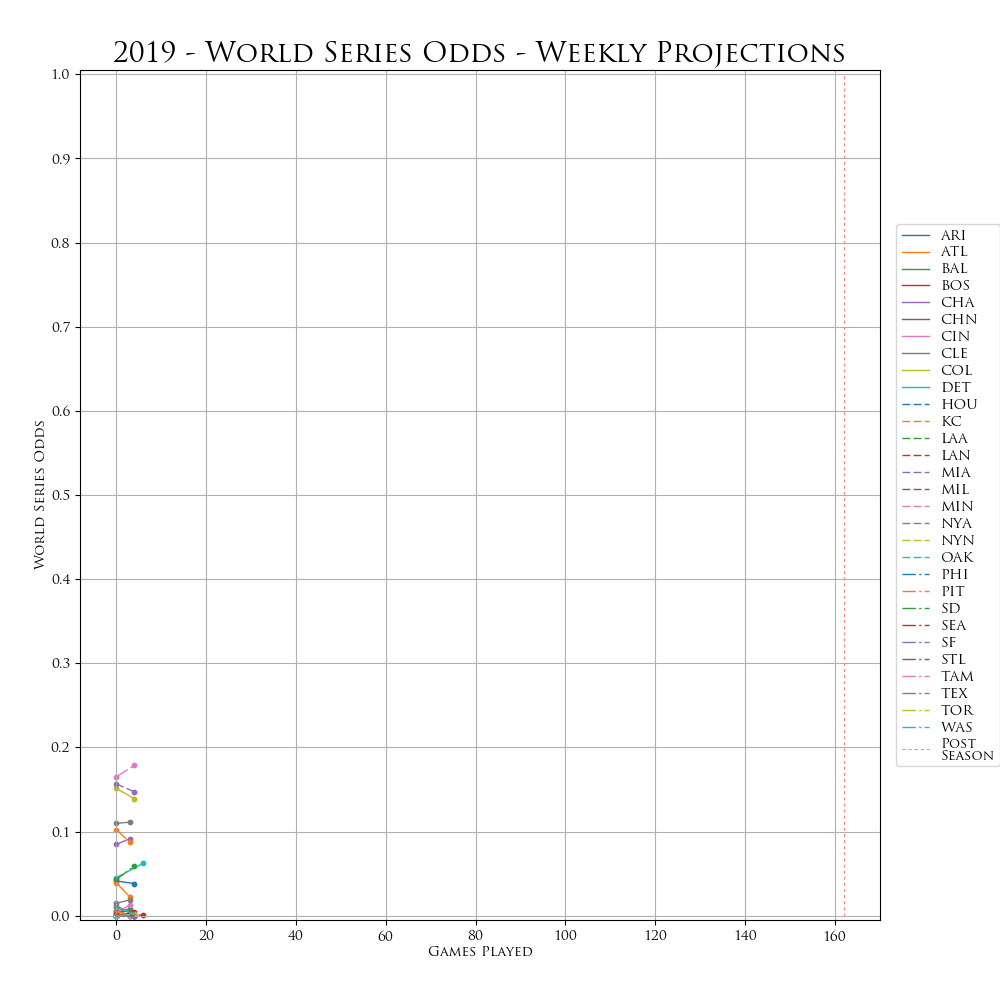 2019 - World Series Odds - Weekly Projections
1.0
0.9
0.8
0.7
0.6
0.5
0.4
0.3
0.2
0.1
0.0
World Series Odds
0 20 40 60 80 100 120 140 160
Games Played
ARI
ATL
BAL
BOS
CHA
CHN
CIN
CLE
COL
DET
HOU
KC
LAA
LAN
MIA
MIL
MIN
NYA
NYN
OAK
PHI
PIT
SD
SEA
SF
STL
TAM
TEX
TOR
WAS
Post
Season